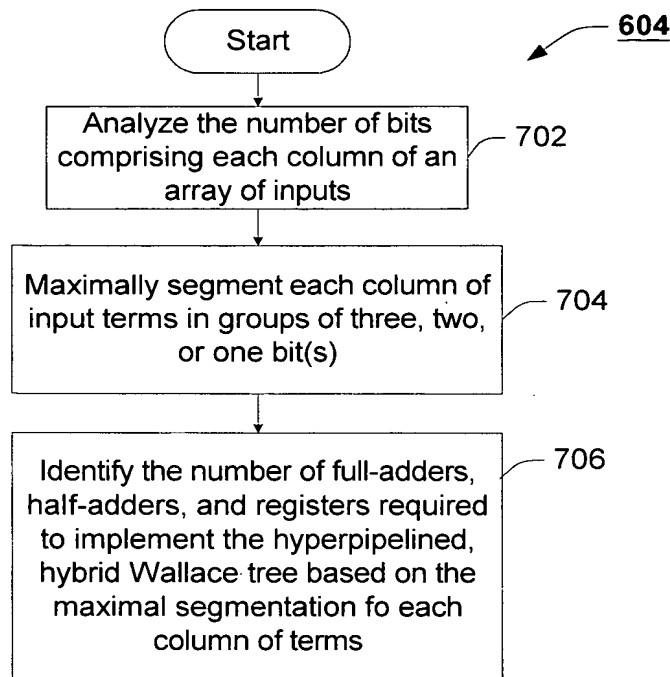 Start
604
Analyze the number of bits
comprising each column of an
array of inputs
702
Maximally segment each column of
input terms in groups of three, two,
or one bit(s)
704
Identify the number of full-adders,
half-adders, and registers required
to implement the hyperpipelined,
hybrid Wallace tree based on the
maximal segmentation fo each
column of terms
706